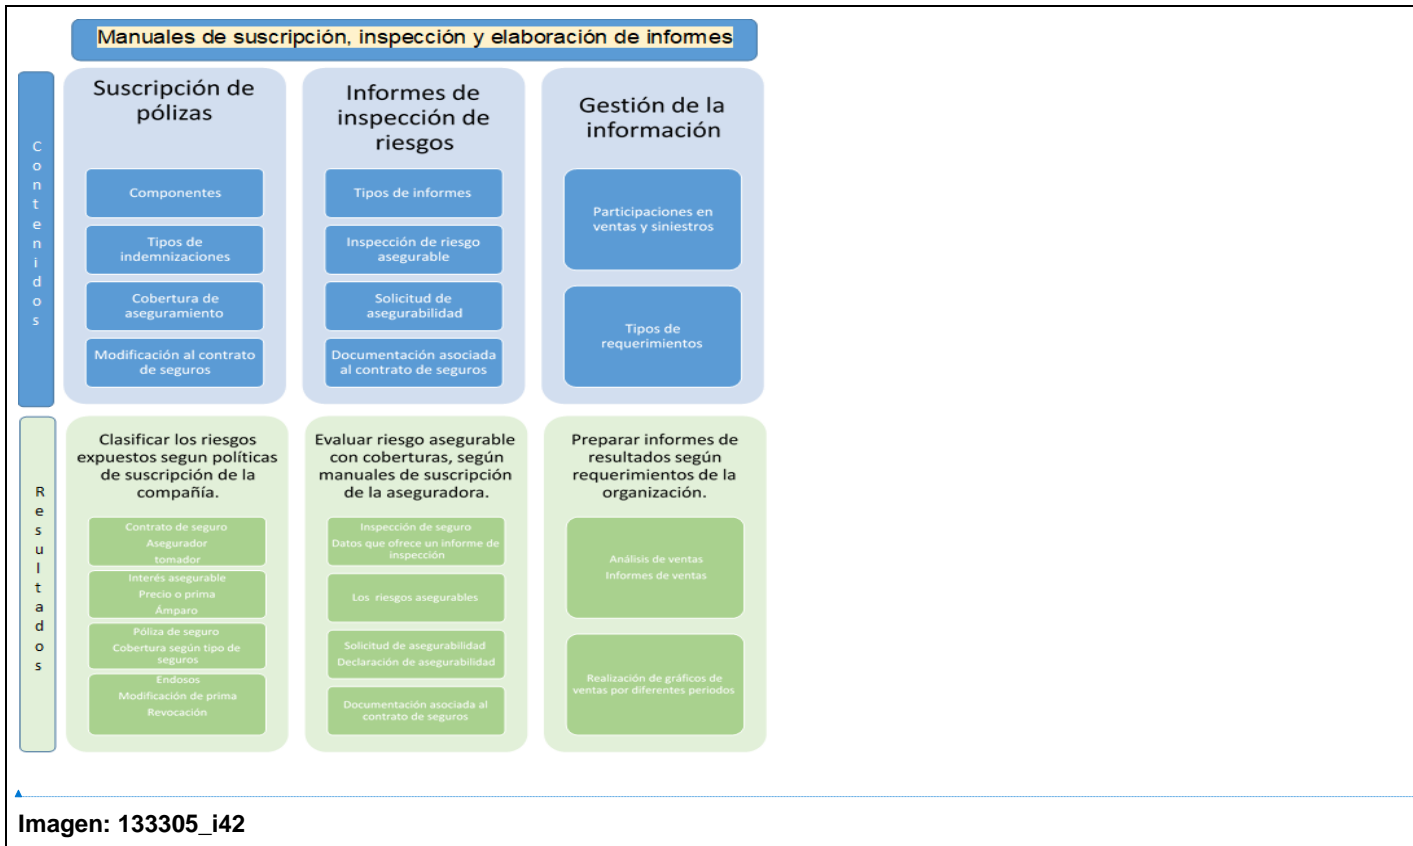 Manuales de suscripción, inspección y elaboración de informes
Contenidos
Suscripción de
pólizas
Componentes
Tipos de
indemnizaciones
Cobertura de
aseguramiento
Modificación al contrato
de seguros
Informes de
inspección de
riesgos
Tipos de informes
Inspección de riesgo
asegurable
Solicitud de
asegurabilidad
Documentación asociada
al contrato de seguros
Gestión de la
información
Participaciones en
ventas y siniestros
Tipos de
requerimientos
Resultados
Clasificar los riesgos
expuestos segun políticas
de suscripción de la
compañía.
Contrato de seguro
Asegurador
tomador
Interés asegurable
Precio o prima
Ámparo
Póliza de seguro
Cobertura según tipo de
seguros
Endosos
Modificación de prima
Revocación
Evaluar riesgo asegurable
con coberturas, según
manuales de suscripción
de la aseguradora.
Inspección de seguro
Datos que ofrece un informe de
inspección
Los riesgos asegurables
Solicitud de asegurabilidad
Declaración de asegurabilidad
Documentación asociada al
contrato de seguros
Preparar informes de
resultados según
requerimientos de la
organización.
Análisis de ventas
Informes de ventas
Realización de gráficos de
ventas por diferentes periodos
Imagen: 133305_i42